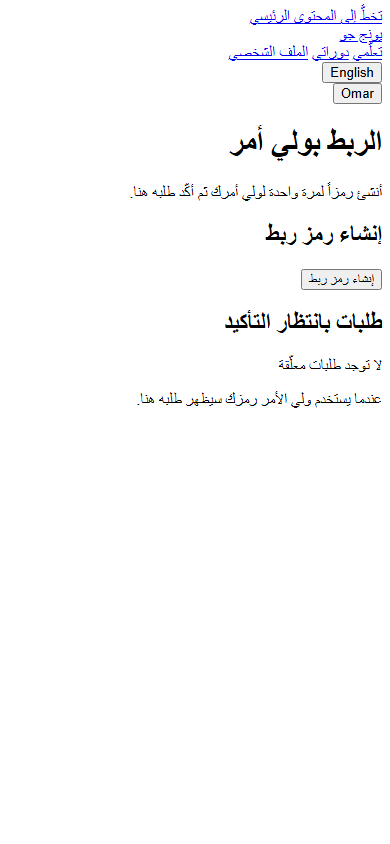 تخطَّ إلى المحتوى الرئيسي
يونج جو
تعلّمي دوراتي الملف الشخصي
English
Omar
الربط بولي أمر
أنشئ رمزاً لمرة واحدة لولي أمرك ثم أكّد طلبه هنا.
إنشاء رمز ربط
إنشاء رمز ربط
طلبات بانتظار التأكيد
لا توجد طلبات معلّقة
عندما يستخدم ولي الأمر رمزك سيظهر طلبه هنا.